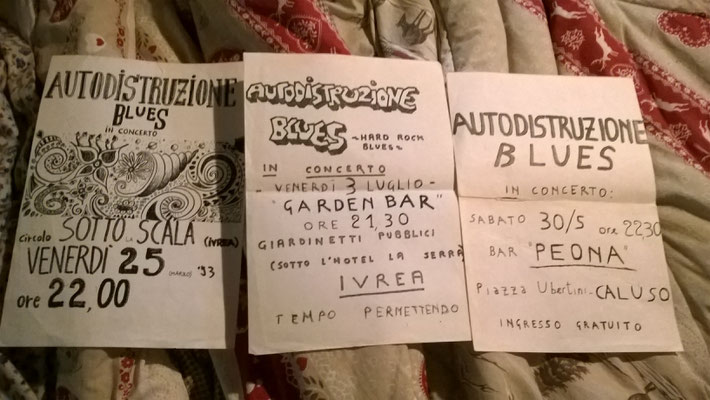 AUTODISTRUZIONE
BLUES
IN CONCERTO
CIRCOLO SOTTO LA SCALA (IVREA)
VENERDÌ 25 (MARZO) '93
ore 22,00
AUTODISTRUZIONE
BLUES ~HARD ROCK
BLUES~
IN CONCERTO
- VENERDÌ 3 LUGLIO -
"GARDEN BAR"
ORE 21,30
GIARDINETTI PUBBLICI
(SOTTO L'HOTEL LA SERRA)
IVREA
TEMPO PERMETTENDO
AUTODISTRUZIONE
BLUES
IN CONCERTO:
SABATO 30/5 ore 22,30
BAR "PEONA"
Piazza Ubertini - CALUSO
INGRESSO GRATUITO